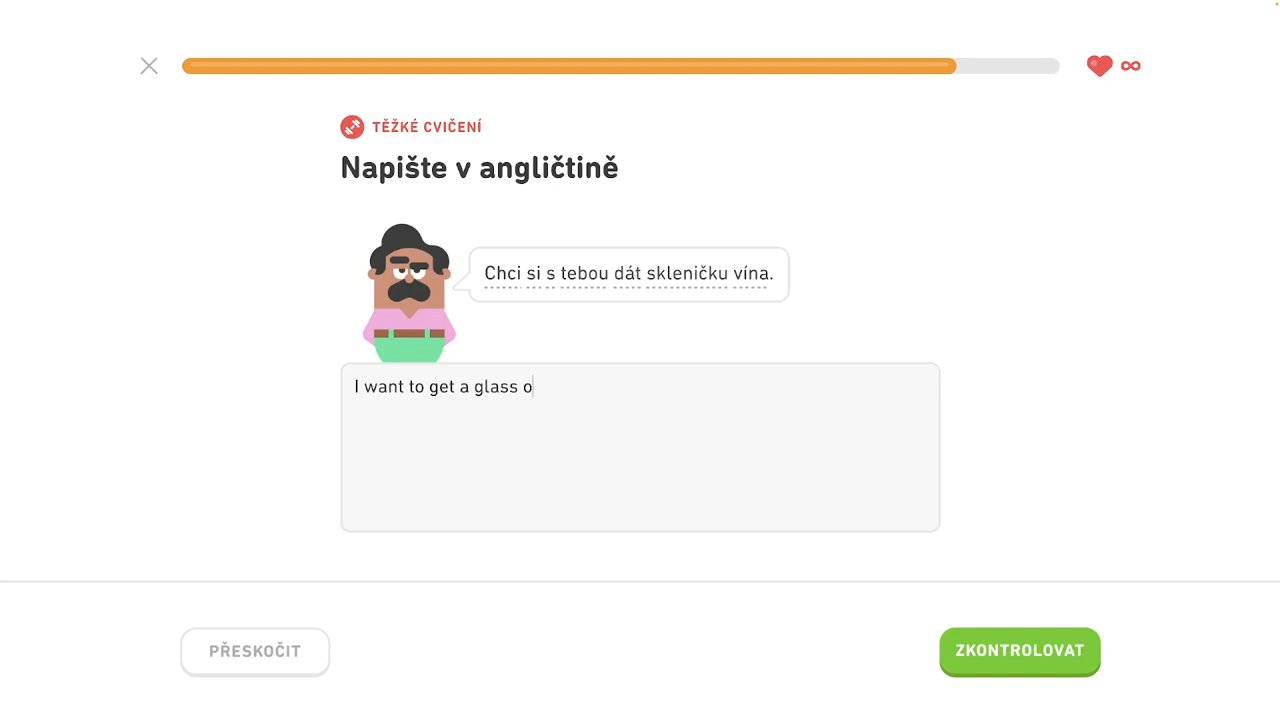 ∞
TĚŽKÉ CVIČENÍ
Napište v angličtině
Chci si s tebou dát skleničku vína.
I want to get a glass o
PŘESKOČIT
ZKONTROLOVAT